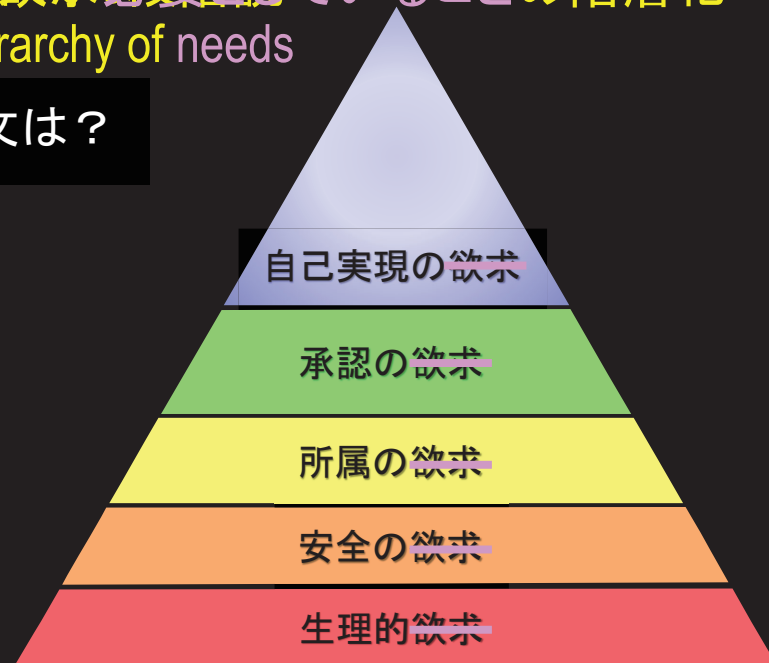 rarchy of needs
文は？
自己実現の欲求
承認の欲求
所属の欲求
安全の欲求
生理的欲求